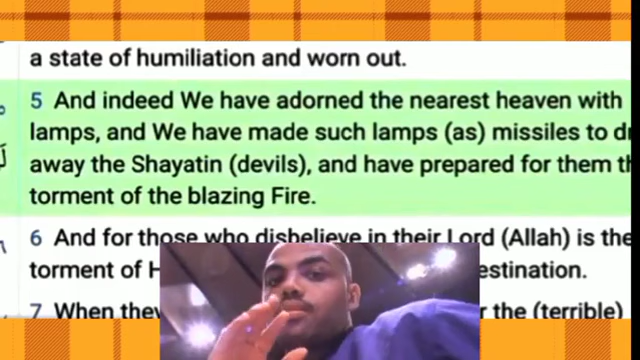 a state of humiliation and worn out.
5 And indeed We have adorned the nearest heaven with
lamps, and We have made such lamps (as) missiles to
away the Shayatin (devils), and have prepared for them
torment of the blazing Fire.
6 And for those who disbelieve in their Lord (Allah) is
torment of
7 When the (terrible)